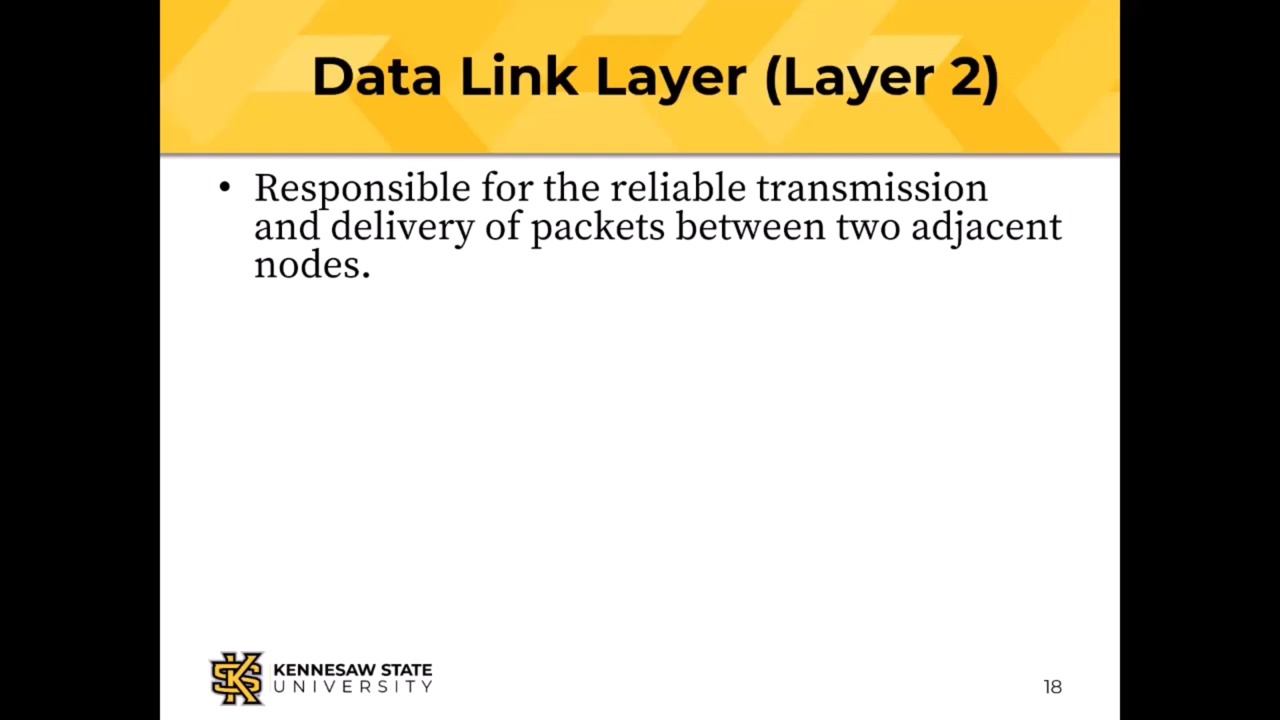 Data Link Layer (Layer 2)
• Responsible for the reliable transmission
and delivery of packets between two adjacent
nodes.
KS
KENNESAW STATE
UNIVERSITY
18